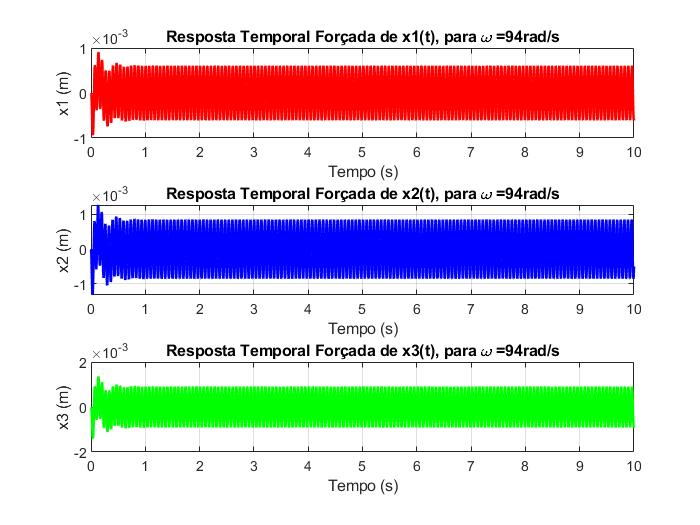 Resposta Temporal Forçada de x1(t), para ω =94rad/s
×10-3
1
0
-1
x1 (m)
0 1 2 3 4 5 6 7 8 9 10
Tempo (s)
Resposta Temporal Forçada de x2(t), para ω =94rad/s
×10-3
1
0
-1
x2 (m)
0 1 2 3 4 5 6 7 8 9 10
Tempo (s)
Resposta Temporal Forçada de x3(t), para ω =94rad/s
×10-3
2
0
-2
x3 (m)
0 1 2 3 4 5 6 7 8 9 10
Tempo (s)